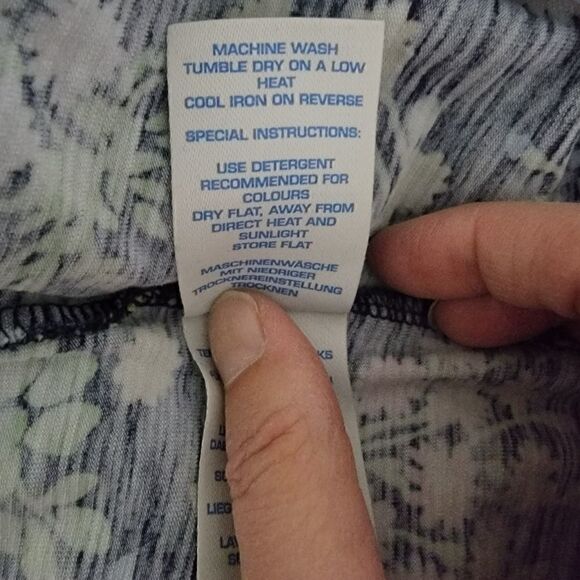 MACHINE WASH
TUMBLE DRY ON A LOW
HEAT
COOL IRON ON REVERSE
SPECIAL INSTRUCTIONS:
USE DETERGENT
RECOMMENDED FOR
COLOURS
DRY FLAT, AWAY FROM
DIRECT HEAT AND
SUNLIGHT
STORE FLAT
MASCHINENWÄSCHE
MIT NIEDRIGER
TROCKNEREINSTELLUNG
TROCKNEN